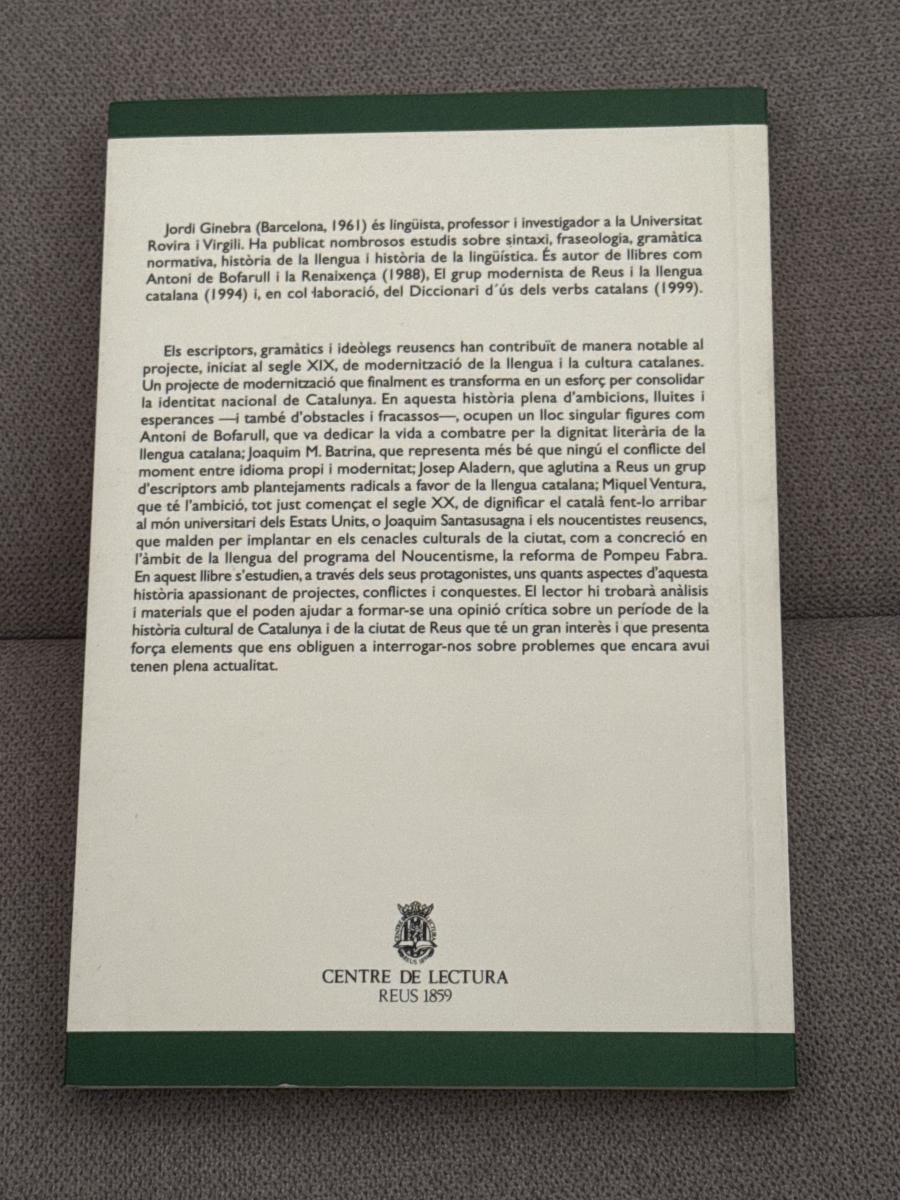 Jordi Ginebra (Barcelona, 1961) és lingüista, professor i investigador a la Universitat
Rovira i Virgili. Ha publicat nombrosos estudis sobre sintaxi, fraseologia, gramàtica
normativa, història de la llengua i història de la lingüística. És autor de llibres com
Antoni de Bofarull i la Renaixença (1988), El grup modernista de Reus i la llengua
catalana (1994) i, en col·laboració, del Diccionari d´ús dels verbs catalans (1999).
Els escriptors, gramàtics i ideòlegs reusencs han contribuït de manera notable al
projecte, iniciat al segle XIX, de modernització de la llengua i la cultura catalanes.
Un projecte de modernització que finalment es transforma en un esforç per consolidar
la identitat nacional de Catalunya. En aquesta història plena d’ambicions, lluites i
esperances —i també d’obstacles i fracassos—, ocupen un lloc singular figures com
Antoni de Bofarull, que va dedicar la vida a combatre per la dignitat literària de la
llengua catalana; Joaquim M. Batrina, que representa més bé que ningú el conflicte del
moment entre idioma propi i modernitat; Josep Aladern, que aglutina a Reus un grup
d’escriptors amb plantejaments radicals a favor de la llengua catalana; Miquel Ventura,
que té l’ambició, tot just començat el segle XX, de dignificar el català fent-lo arribar
al món universitari dels Estats Units, o Joaquim Santasusagna i els noucentistes reusencs,
que malden per implantar en els cenacles culturals de la ciutat, com a concreció en
l’àmbit de la llengua del programa del Noucentisme, la reforma de Pompeu Fabra.
En aquest llibre s’estudien, a través dels seus protagonistes, uns quants aspectes d’aquesta
història apassionant de projectes, conflictes i conquestes. El lector hi trobarà anàlisis
i materials que el poden ajudar a formar-se una opinió crítica sobre un període de la
història cultural de Catalunya i de la ciutat de Reus que té un gran interès i que presenta
força elements que ens obliguen a interrogar-nos sobre problemes que encara avui
tenen plena actualitat.
CENTRE DE LECTURA
REUS 1859